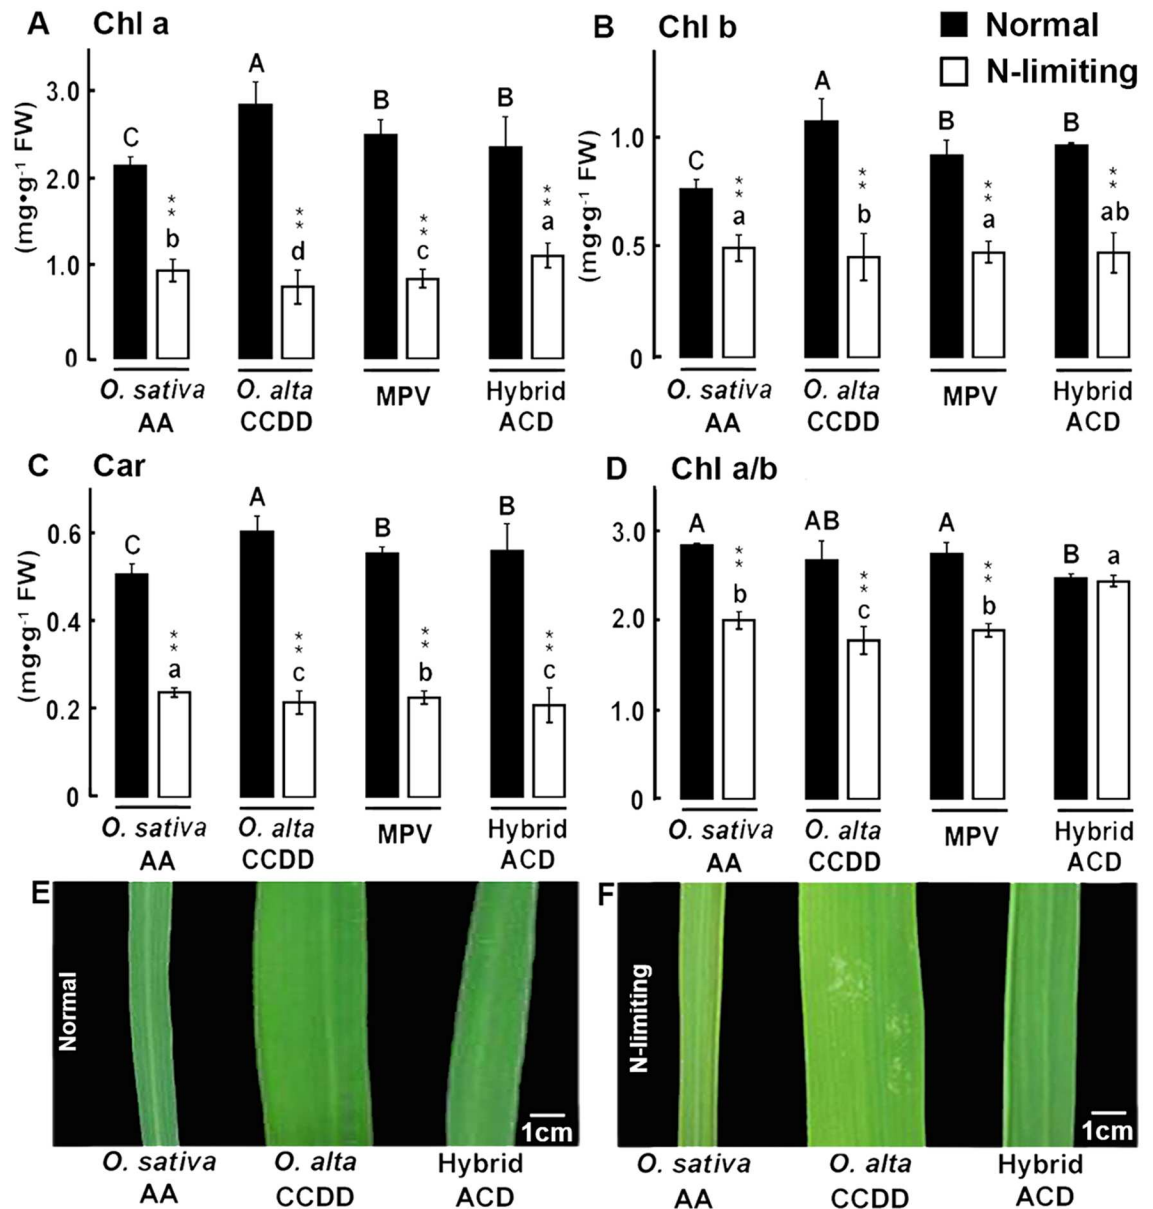 A Chl a
(mg•g⁻¹ FW)
3.0
2.0
1.0
0
C
**
b
A
**
d
B
**
c
B
**
a
O. sativa
AA
O. alta
CCDD
MPV
Hybrid
ACD
B Chl b
Normal
N-limiting
(mg•g⁻¹ FW)
1.0
0.5
0
C
**
a
A
**
b
B
**
a
B
**
ab
O. sativa
AA
O. alta
CCDD
MPV
Hybrid
ACD
C Car
(mg•g⁻¹ FW)
0.6
0.4
0.2
0
C
**
a
A
**
c
B
**
b
B
**
c
O. sativa
AA
O. alta
CCDD
MPV
Hybrid
ACD
D Chl a/b
3.0
2.0
1.0
0
A
**
b
AB
**
c
A
**
b
B
a
O. sativa
AA
O. alta
CCDD
MPV
Hybrid
ACD
E
Normal
1cm
O. sativa
AA
O. alta
CCDD
Hybrid
ACD
F
N-limiting
1cm
O. sativa
AA
O. alta
CCDD
Hybrid
ACD